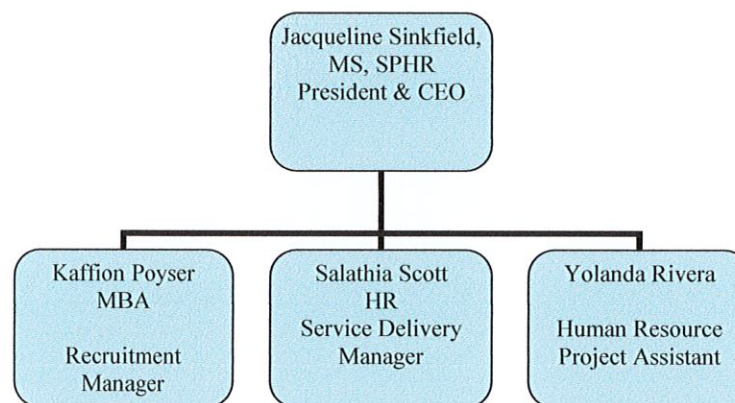 Jacqueline Sinkfield,
MS, SPHR
President & CEO
Kaffion Poyser
MBA
Recruitment
Manager
Salathia Scott
HR
Service Delivery
Manager
Yolanda Rivera
Human Resource
Project Assistant